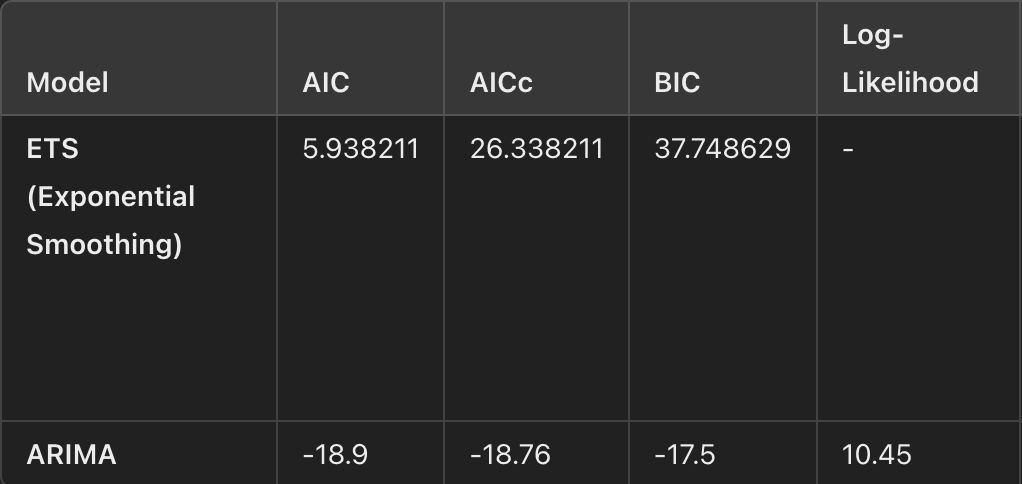 Model AIC AICc BIC Log-
Likelihood
ETS 5.938211 26.338211 37.748629 -
(Exponential
Smoothing)
ARIMA -18.9 -18.76 -17.5 10.45